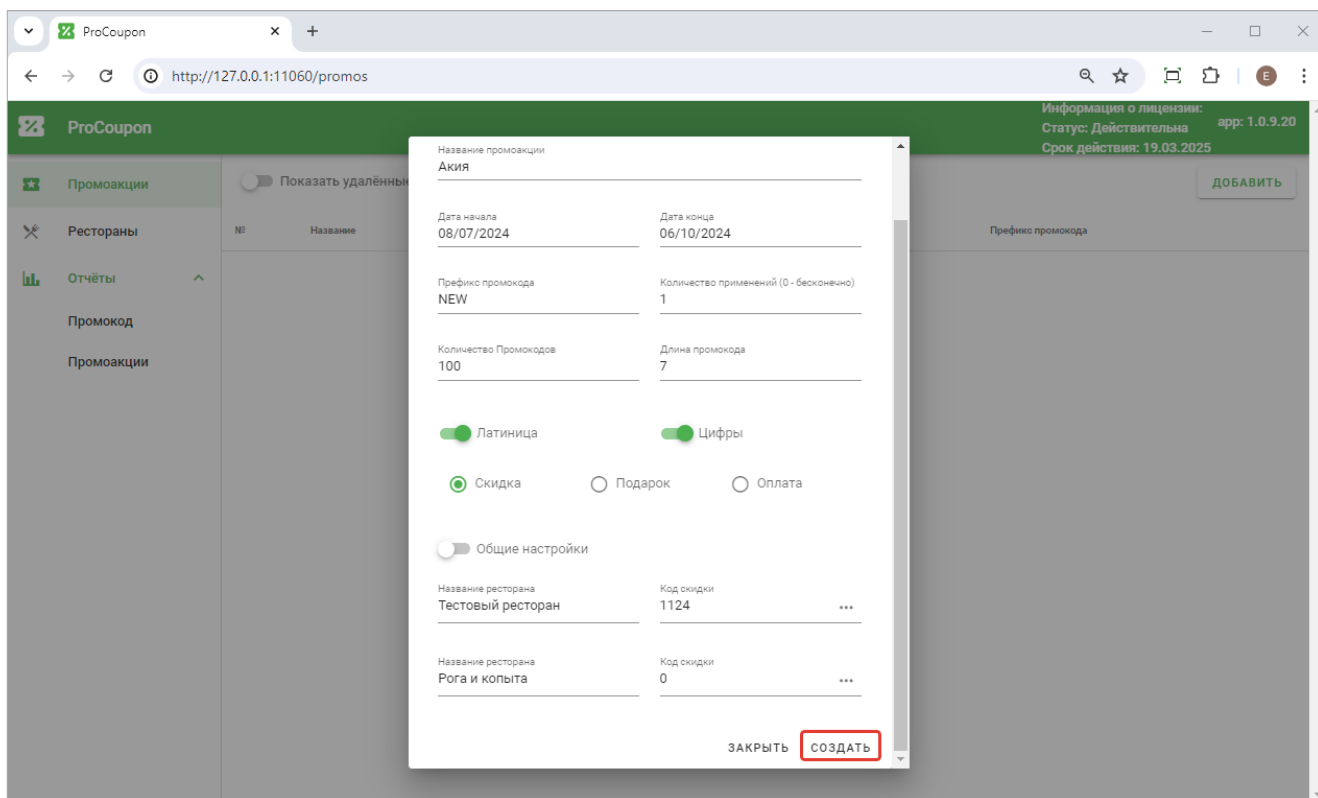 ProCoupon
http://127.0.0.1:11060/promos
E
ProCoupon
Информация о лицензии:
Статус: Действительна
Срок действия: 19.03.2025
app: 1.0.9.20
Промоакции
Рестораны
Отчёты
Промокод
Промоакции
Показать удалённые
ДОБАВИТЬ
№ Название Префикс промокода
Название промоакции
Акия
Дата начала Дата конца
08/07/2024 06/10/2024
Префикс промокода Количество применений (0 - бесконечно)
NEW 1
Количество Промокодов Длина промокода
100 7
Латиница Цифры
Скидка Подарок Оплата
Общие настройки
Название ресторана Код скидки
Тестовый ресторан 1124 ...
Название ресторана Код скидки
Рога и копыта 0 ...
ЗАКРЫТЬ СОЗДАТЬ